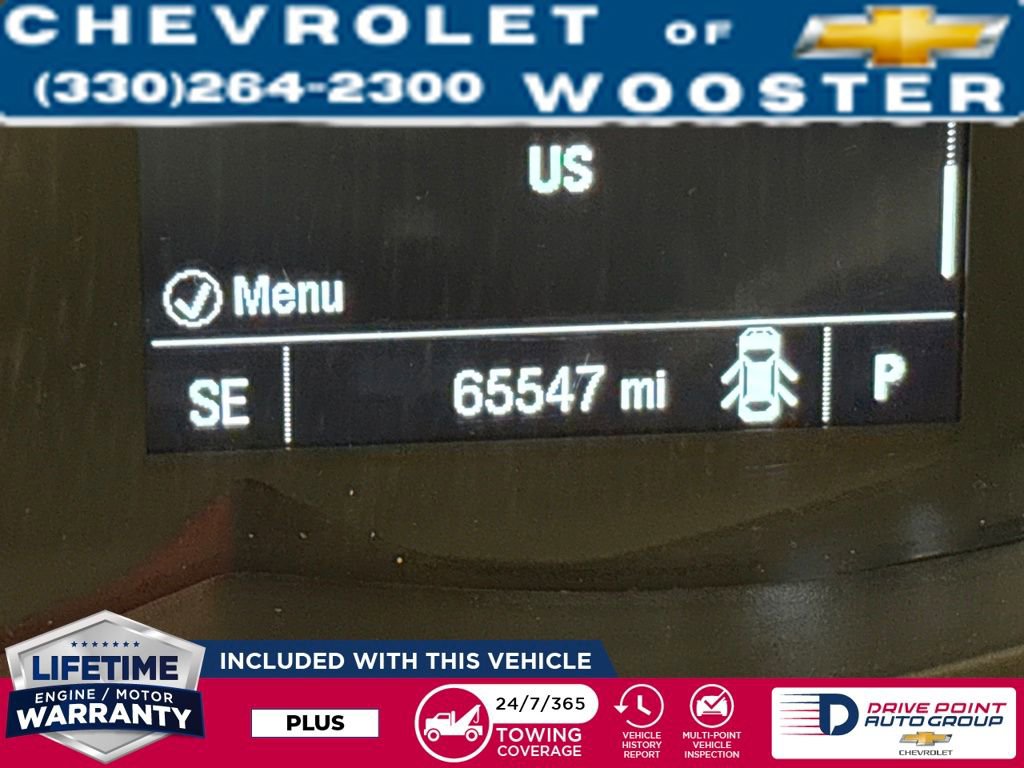 CHEVROLET OF
(330)264-2300 WOOSTER
US
Menu
SE 65547 mi P
LIFETIME
ENGINE / MOTOR
WARRANTY
INCLUDED WITH THIS VEHICLE
PLUS
24/7/365
TOWING
COVERAGE
VEHICLE
HISTORY
REPORT
MULTI-POINT
VEHICLE
INSPECTION
DRIVE POINT
AUTO GROUP
CHEVROLET